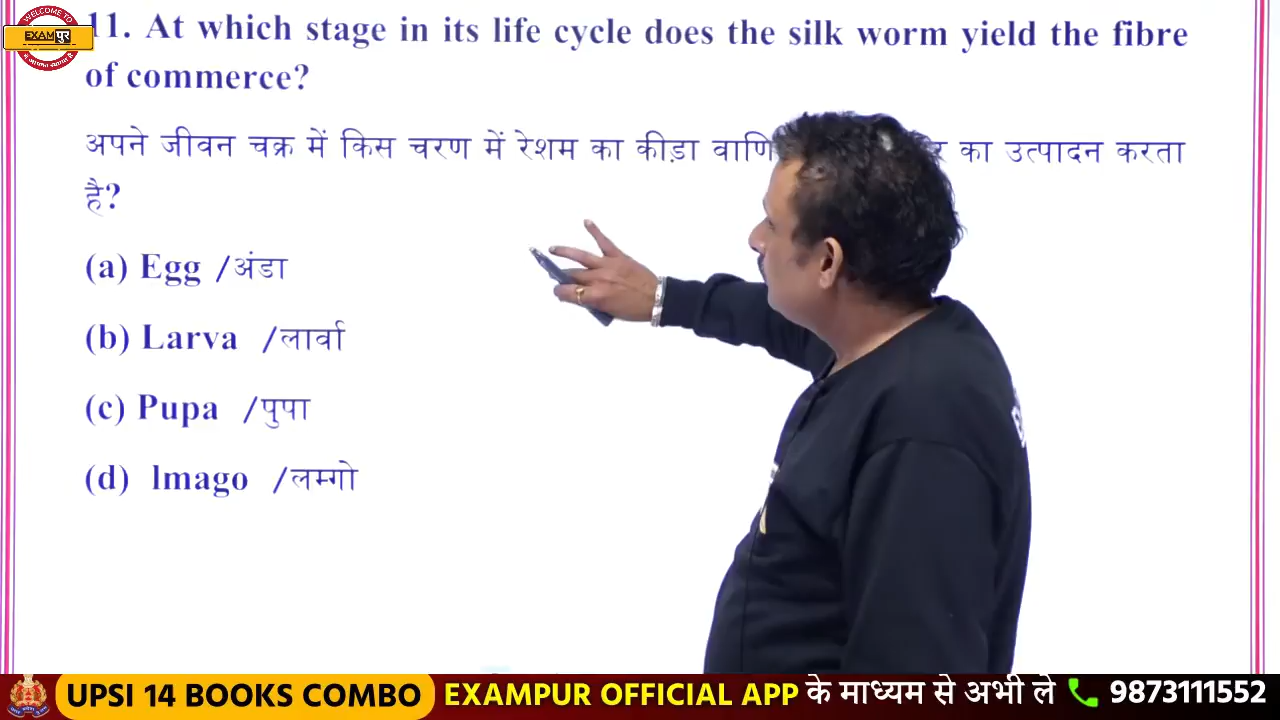 WELCOME TO
EXAMपुर
11. At which stage in its life cycle does the silk worm yield the fibre
of commerce?
अपने जीवन चक्र में किस चरण में रेशम का कीड़ा का उत्पादन करता
है?
(a) Egg /अंडा
(b) Larva /लार्वा
(c) Pupa /पुपा
(d) lmago /लम्गो
UPSI 14 BOOKS COMBO EXAMPUR OFFICIAL APP के माध्यम से अभी ले 9873111552